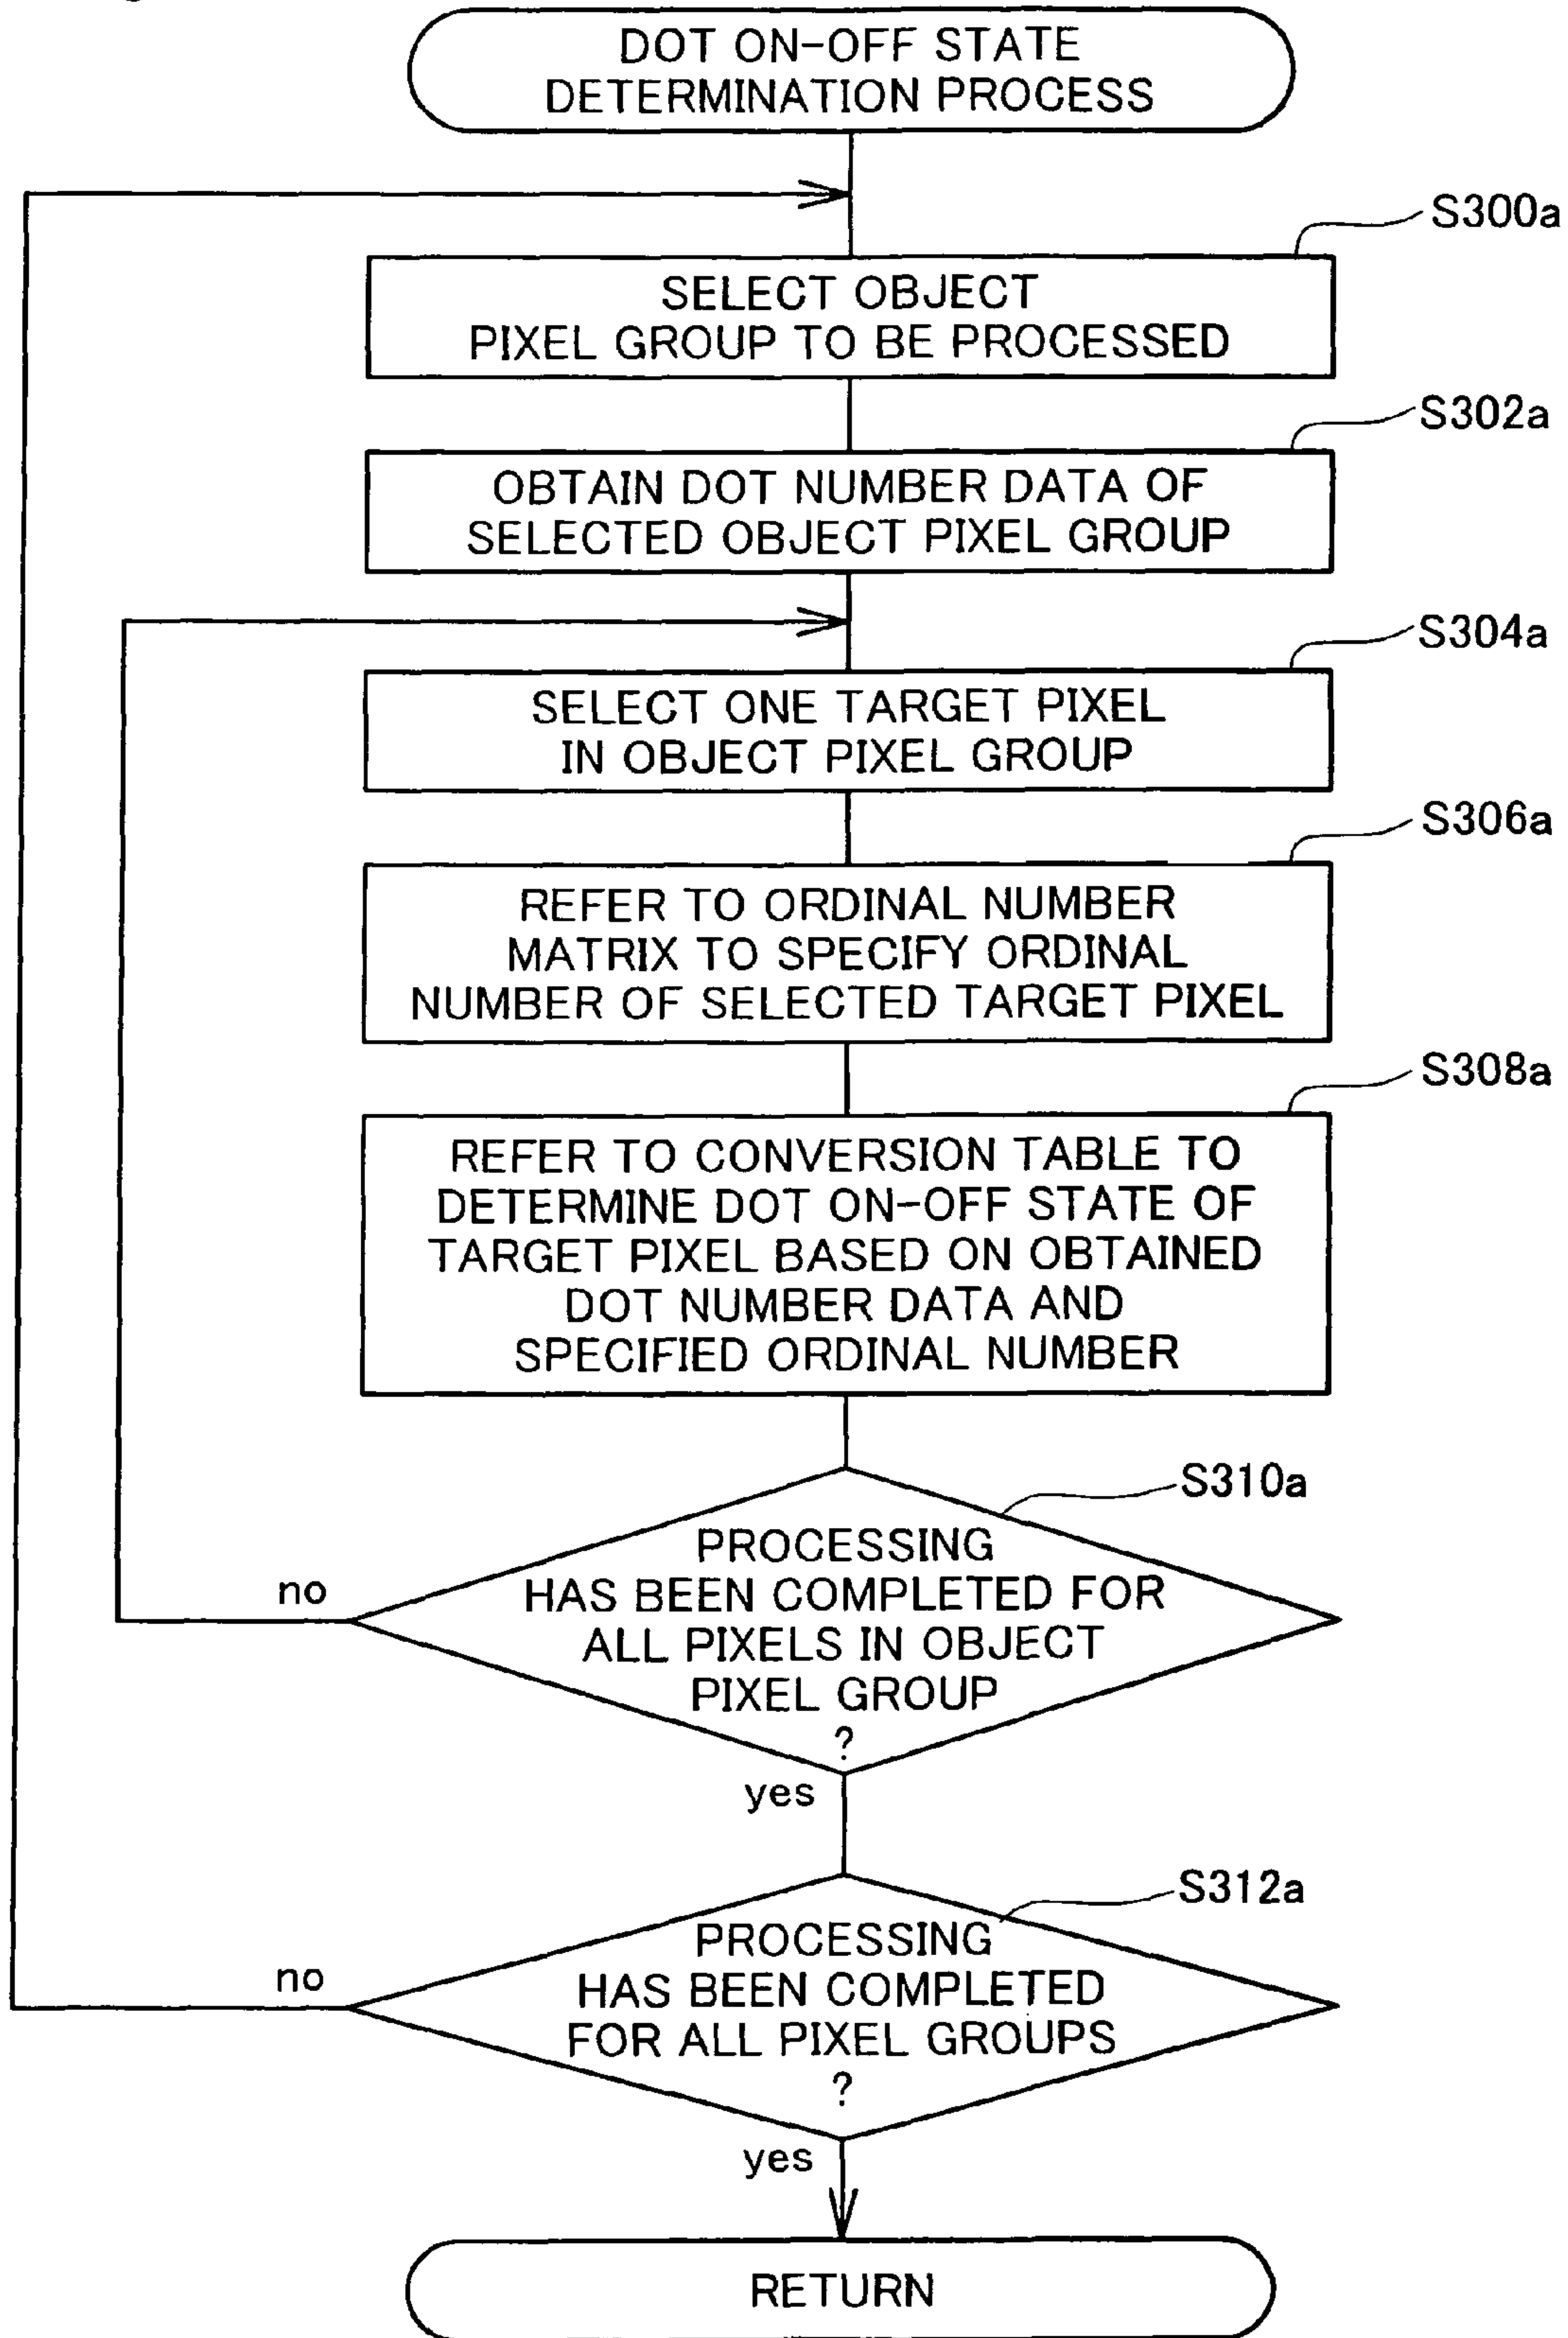 DOT ON-OFF STATE
DETERMINATION PROCESS
S300a
SELECT OBJECT
PIXEL GROUP TO BE PROCESSED
S302a
OBTAIN DOT NUMBER DATA OF
SELECTED OBJECT PIXEL GROUP
S304a
SELECT ONE TARGET PIXEL
IN OBJECT PIXEL GROUP
S306a
REFER TO ORDINAL NUMBER
MATRIX TO SPECIFY ORDINAL
NUMBER OF SELECTED TARGET PIXEL
S308a
REFER TO CONVERSION TABLE TO
DETERMINE DOT ON-OFF STATE OF
TARGET PIXEL BASED ON OBTAINED
DOT NUMBER DATA AND
SPECIFIED ORDINAL NUMBER
S310a
PROCESSING
HAS BEEN COMPLETED FOR
ALL PIXELS IN OBJECT
PIXEL GROUP
?
no
yes
S312a
PROCESSING
HAS BEEN COMPLETED
FOR ALL PIXEL GROUPS
?
no
yes
RETURN